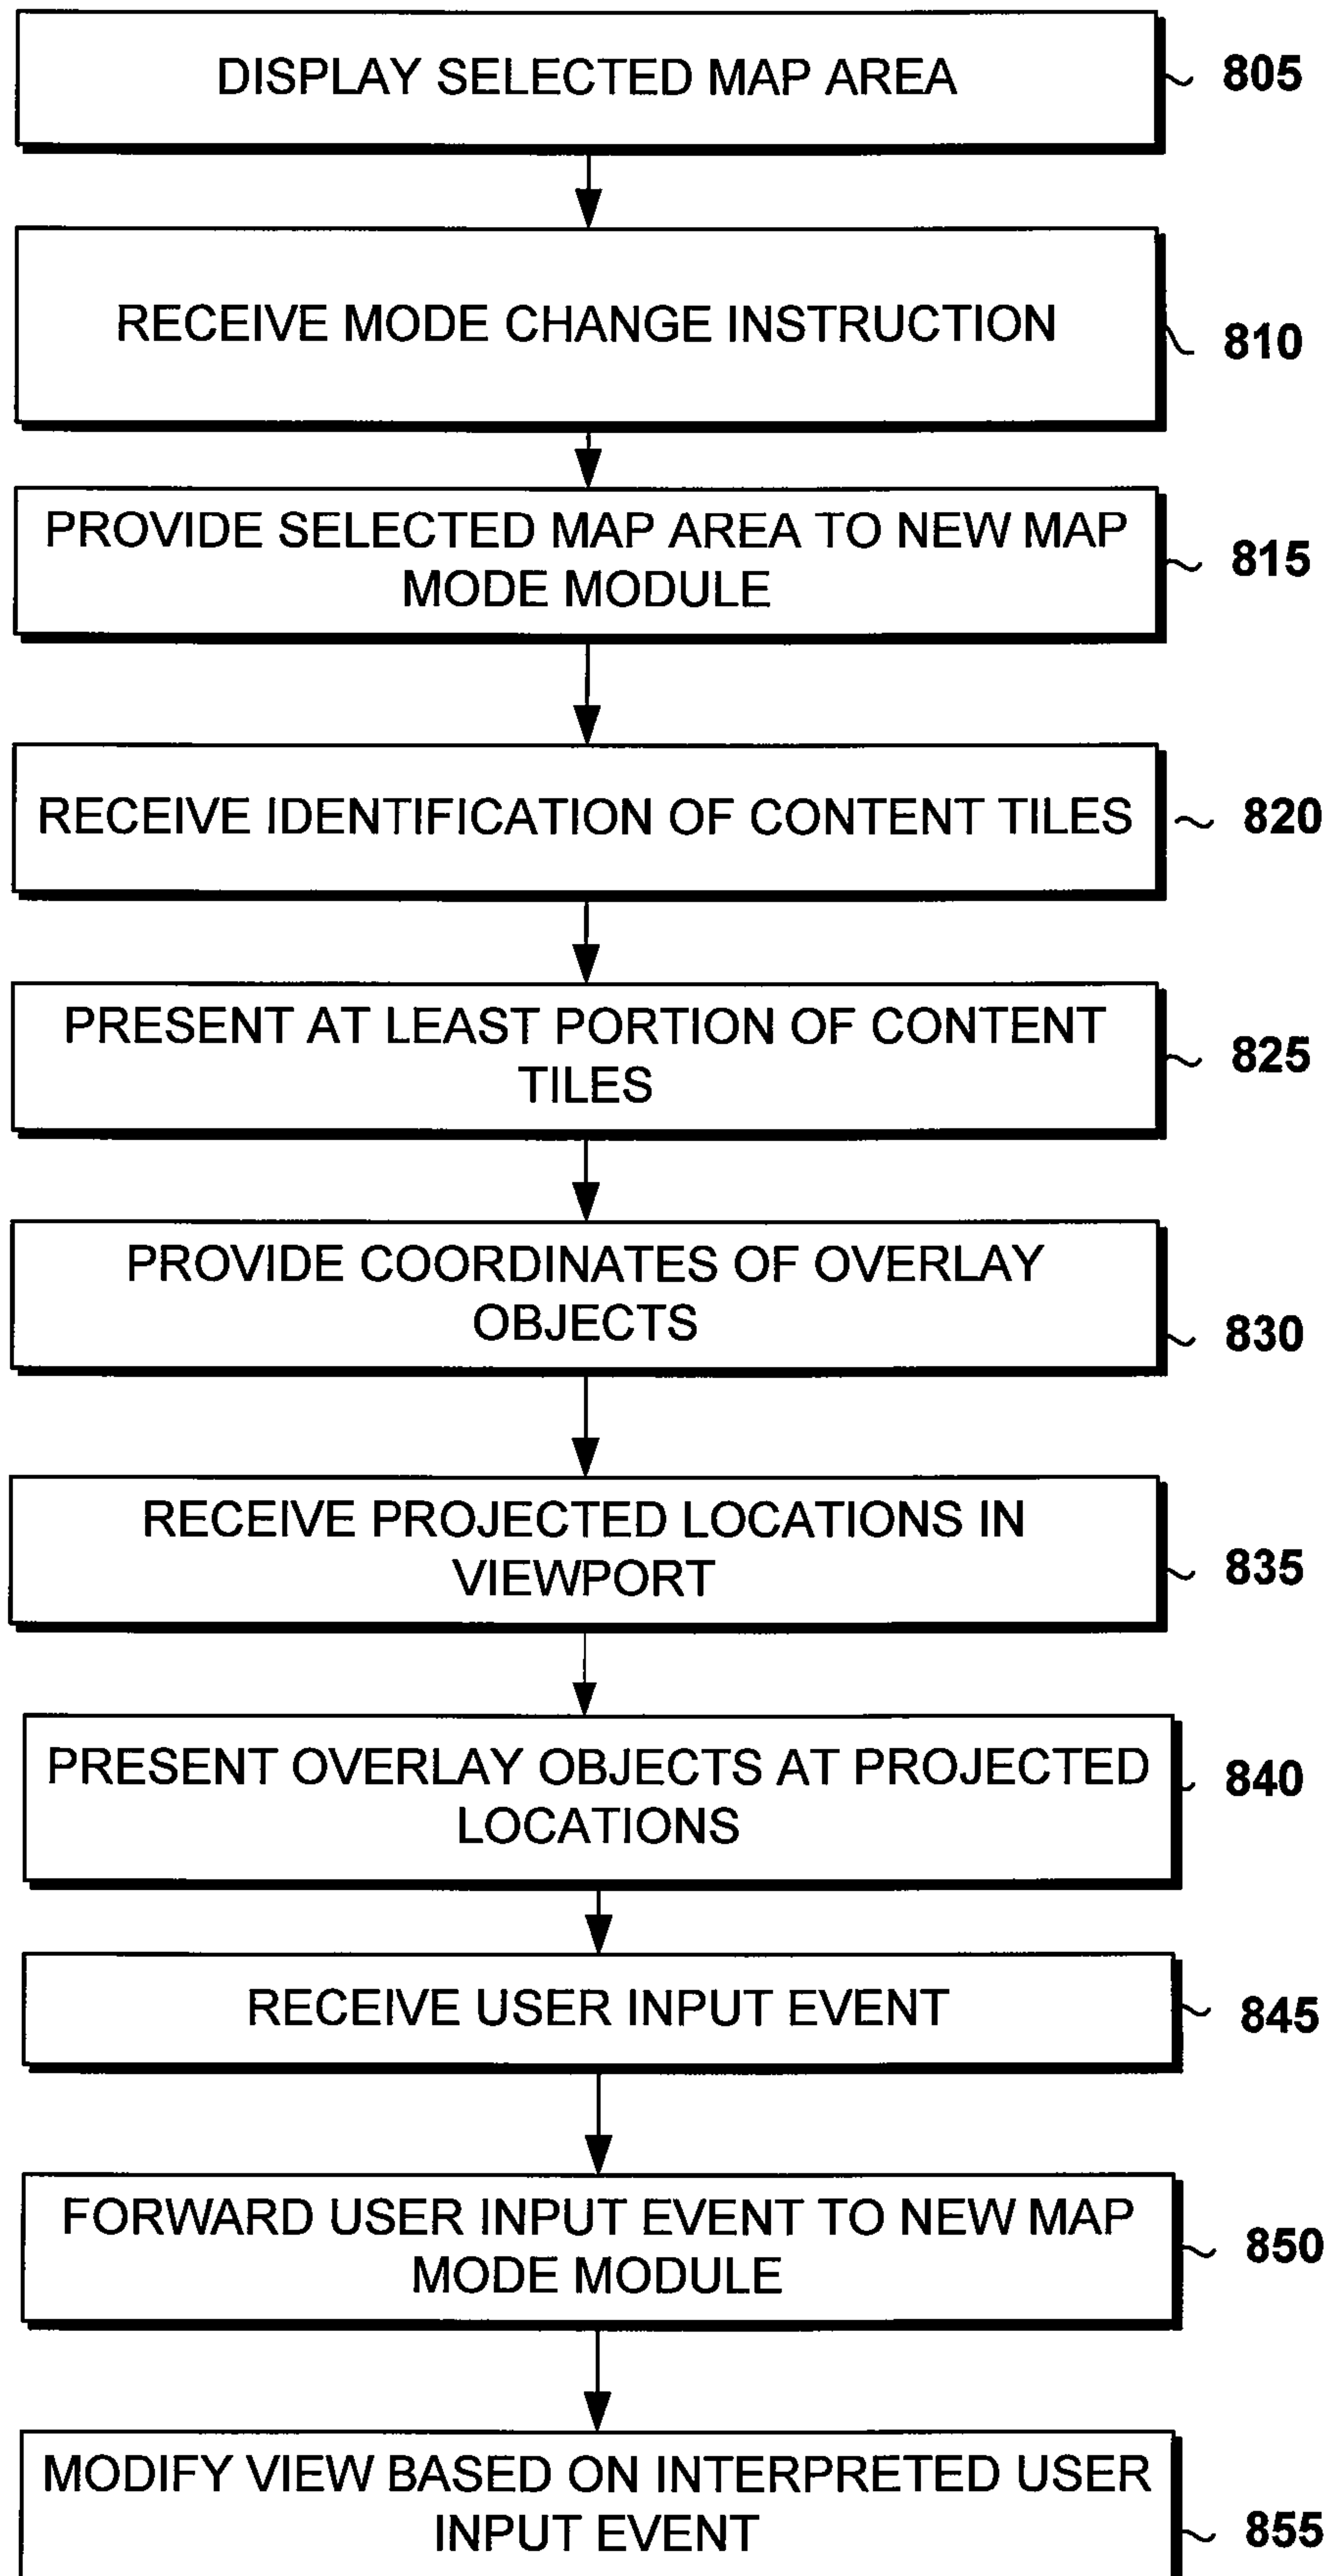 DISPLAY SELECTED MAP AREA
805
RECEIVE MODE CHANGE INSTRUCTION
810
PROVIDE SELECTED MAP AREA TO NEW MAP
MODE MODULE
815
RECEIVE IDENTIFICATION OF CONTENT TILES
820
PRESENT AT LEAST PORTION OF CONTENT
TILES
825
PROVIDE COORDINATES OF OVERLAY
OBJECTS
830
RECEIVE PROJECTED LOCATIONS IN
VIEWPORT
835
PRESENT OVERLAY OBJECTS AT PROJECTED
LOCATIONS
840
RECEIVE USER INPUT EVENT
845
FORWARD USER INPUT EVENT TO NEW MAP
MODE MODULE
850
MODIFY VIEW BASED ON INTERPRETED USER
INPUT EVENT
855